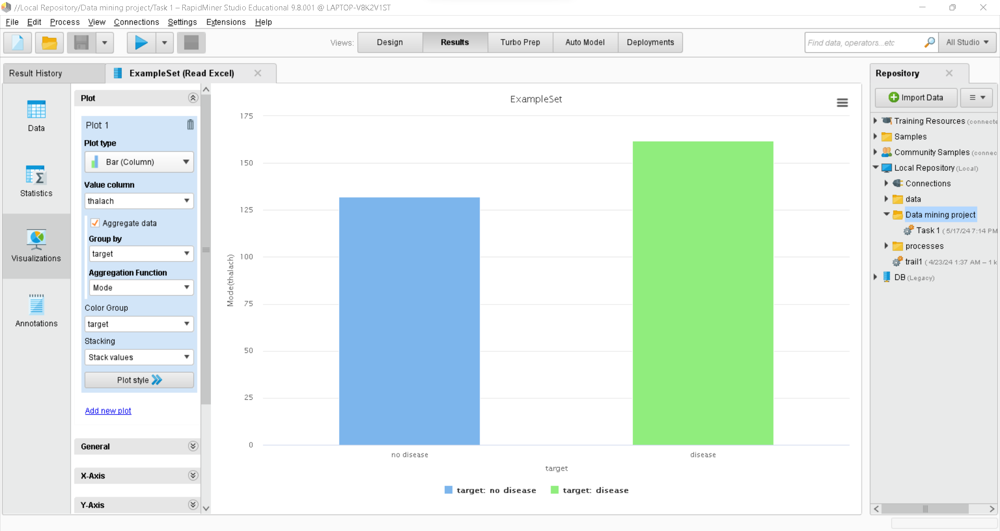 //Local Repository/Data mining project/Task 1 – RapidMiner Studio Educational 9.8.001 @ LAPTOP-V8K2V1ST
File Edit Process View Connections Settings Extensions Help
Views: Design Results Turbo Prep Auto Model Deployments
Find data, operators...etc
All Studio
Result History
ExampleSet (Read Excel)
Repository
Data
Statistics
Visualizations
Annotations
Plot
Plot 1
Plot type
Bar (Column)
Value column
thalach
Aggregate data
Group by
target
Aggregation Function
Mode
Color Group
target
Stacking
Stack values
Plot style
Add new plot
General
X-Axis
Y-Axis
ExampleSet
175
150
125
100
75
50
25
0
Mode(thalach)
no disease disease
target
target: no disease target: disease
Import Data
Training Resources (connecte
Samples
Community Samples (connec
Local Repository (Local)
Connections
data
Data mining project
Task 1 (5/17/24 7:14 PM
processes
trail1 (4/23/24 1:37 AM – 1 k
DB (Legacy)